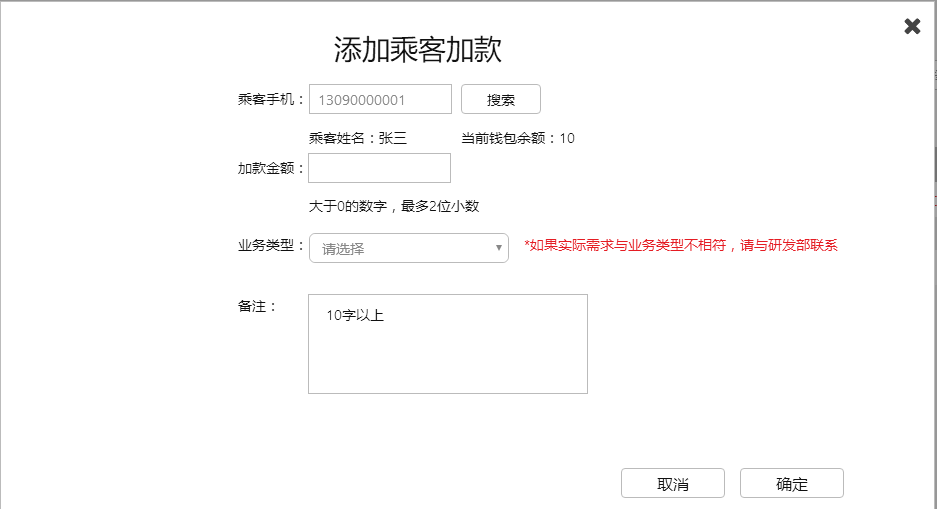 添加乘客加款
乘客手机：13090000001 搜索
乘客姓名：张三 当前钱包余额：10
加款金额：
大于0的数字，最多2位小数
业务类型：请选择 *如果实际需求与业务类型不相符，请与研发部联系
备注：
10字以上
取消 确定